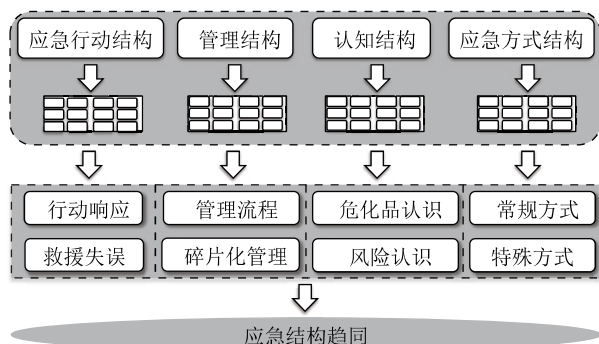 应急行动结构 管理结构 认知结构 应急方式结构
行动响应 管理流程 危化品认识 常规方式
救援失误 碎片化管理 风险认识 特殊方式
应急结构趋同